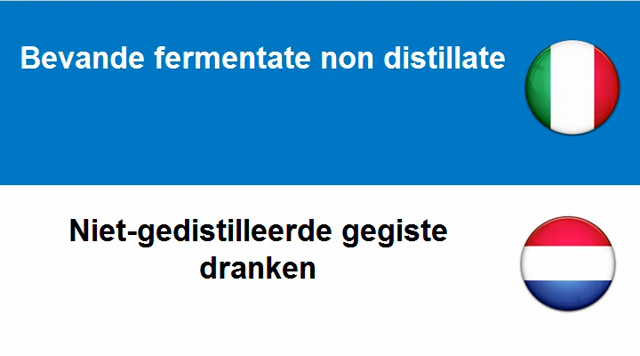 Bevande fermentate non distillate
Niet-gedistilleerde gegiste
dranken